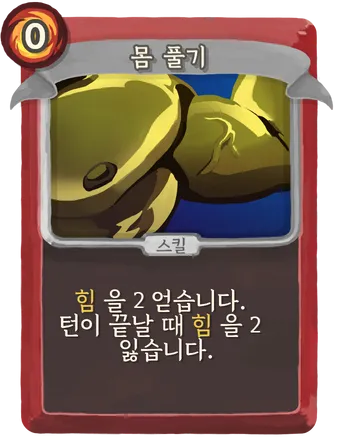 0
몸 풀기
스킬
힘 을 2 얻습니다.
턴이 끝날 때 힘 을 2
잃습니다.